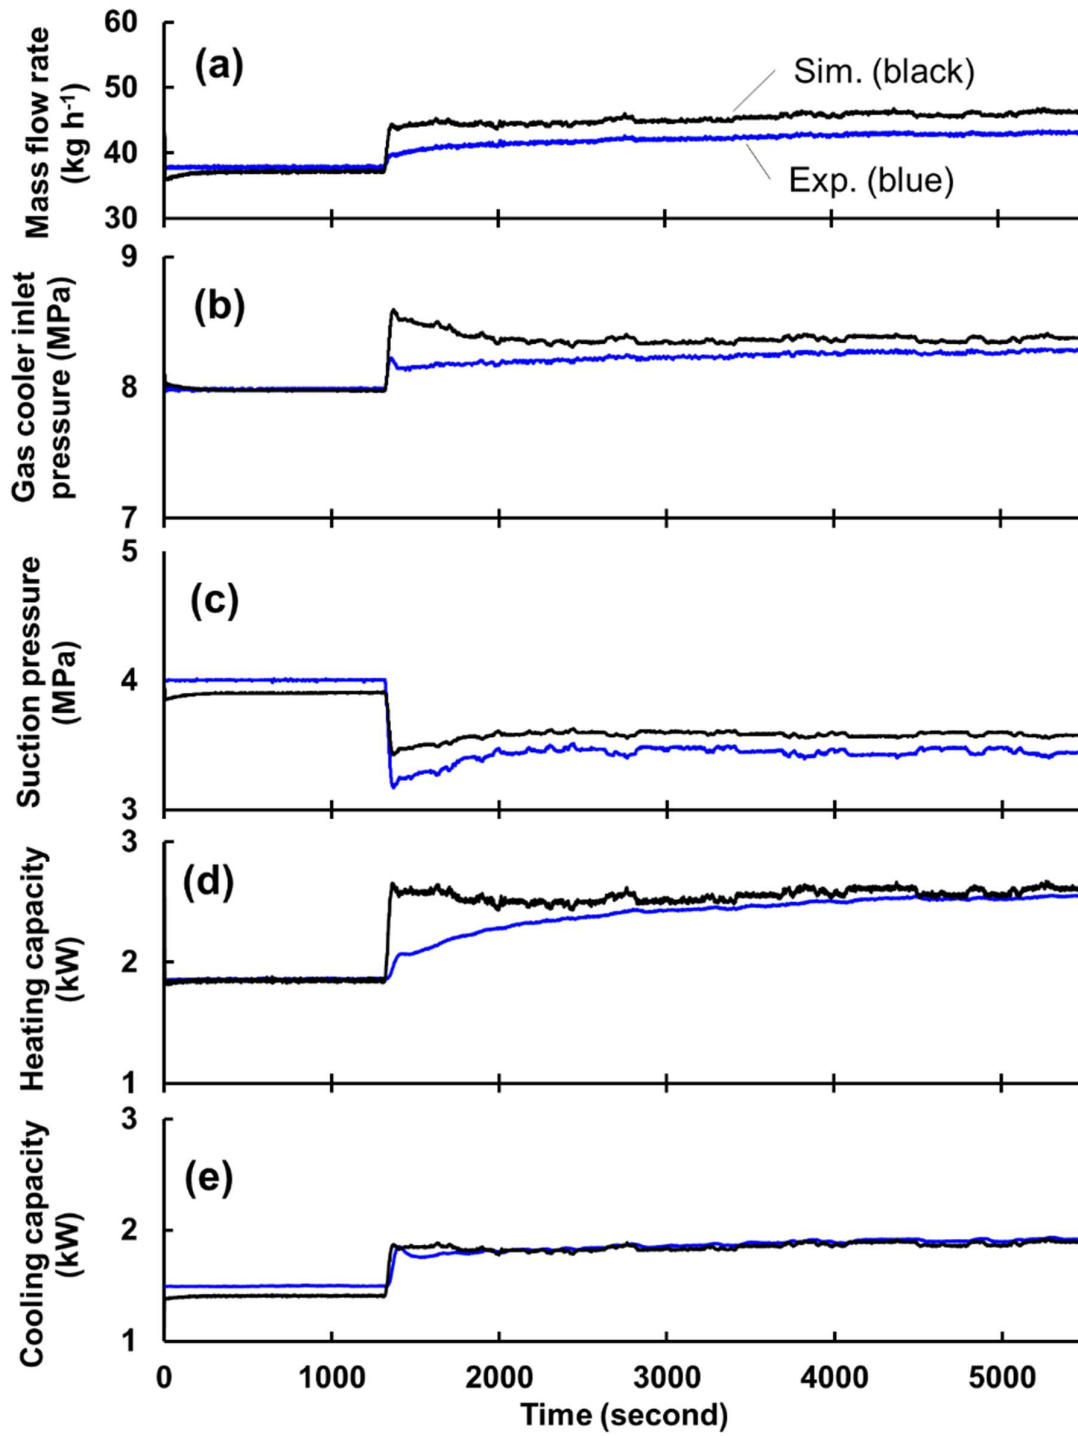 Mass flow rate
(kg h⁻¹)
60
50
40
30
(a)
Sim. (black)
Exp. (blue)
Gas cooler inlet
pressure (MPa)
9
8
7
(b)
Suction pressure
(MPa)
5
4
3
(c)
Heating capacity
(kW)
3
2
1
(d)
Cooling capacity
(kW)
3
2
1
(e)
0 1000 2000 3000 4000 5000
Time (second)